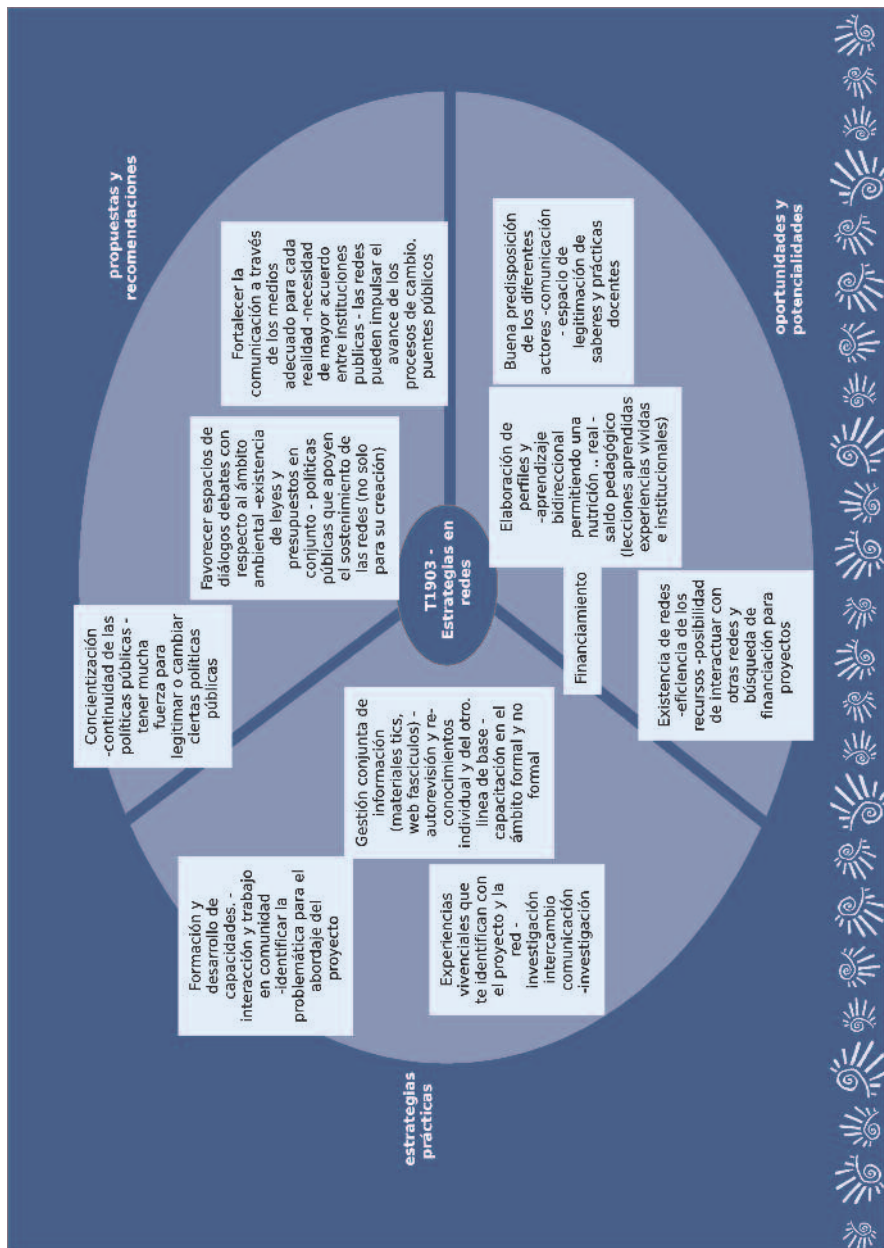 estrategias
prácticas
Formación y
desarrollo de
capacidades. -
interacción y trabajo
en comunidad
-identificar la
problemática para el
abordaje del
proyecto
Experiencias
vivenciales que
te identifican con
el proyecto y la
red -
Investigación
intercambio
comunicación
-investigación
Gestión conjunta de
información
(materiales tics,
web fascículos) -
autorevisión y re-
conocimientos
individual y del otro.
linea de base -
capacitación en el
ámbito formal y no
formal
T1903 -
Estrategias en
redes
propuestas y
recomendaciones
Concientización
-continuidad de las
políticas públicas -
tener mucha
fuerza para
legitimar o cambiar
ciertas políticas
públicas
Favorecer espacios de
diálogos debates con
respecto al ámbito
ambiental -existencia
de leyes y
presupuestos en
conjunto - políticas
públicas que apoyen
el sostenimiento de
las redes (no solo
para su creación)
Fortalecer la
comunicación a través
de los medios
adecuado para cada
realidad -necesidad
de mayor acuerdo
entre instituciones
publicas - las redes
pueden impulsar el
avance de los
procesos de cambio.
puentes públicos
Financiamiento
Elaboración de
perfiles y
-aprendizaje
bidireccional
permitiendo una
nutrición .. real -
saldo pedagógico
(lecciones aprendidas
experiencias vividas
e institucionales)
Buena predisposición
de los diferentes
actores -comunicación
- espacio de
legitimación de
saberes y prácticas
docentes
Existencia de redes
-eficiencia de los
recursos -posibilidad
de interactuar con
otras redes y
búsqueda de
financiación para
proyectos
oportunidades y
potencialidades